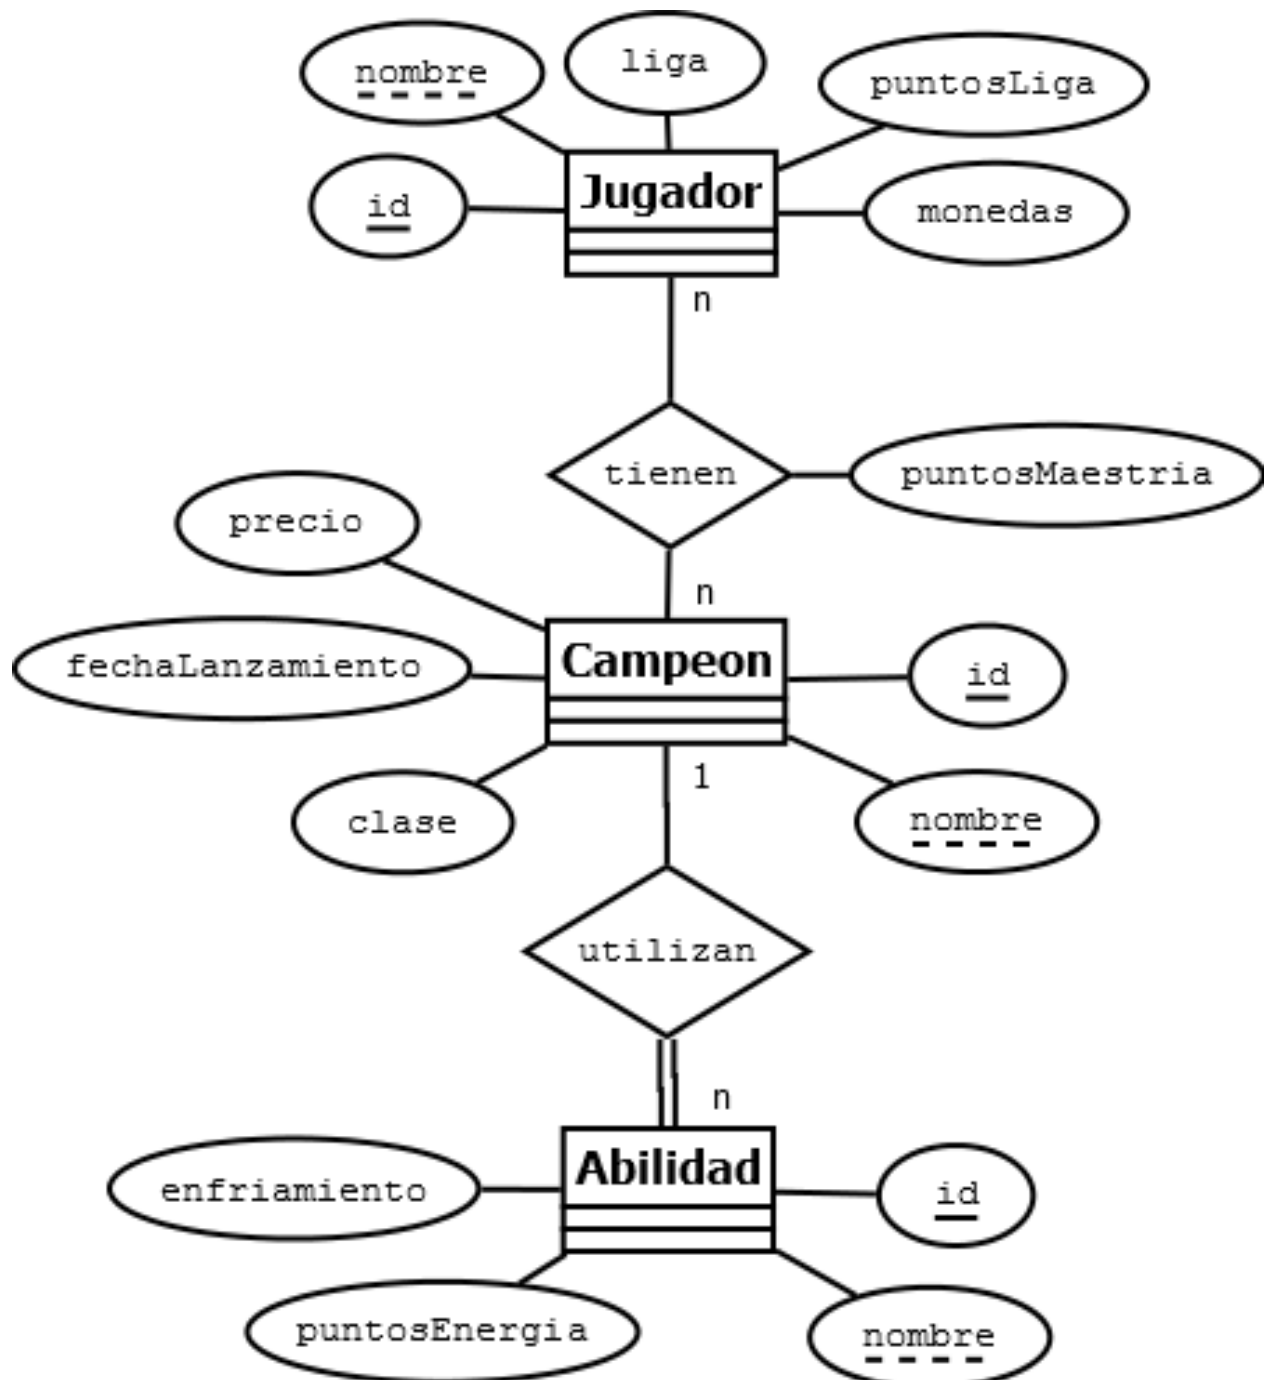 nombre
liga
puntosLiga
id
Jugador
monedas
n
tienen
puntosMaestria
precio
n
fechaLanzamiento
Campeon
id
clase
1
nombre
utilizan
n
enfriamiento
Abilidad
id
puntosEnergia
nombre